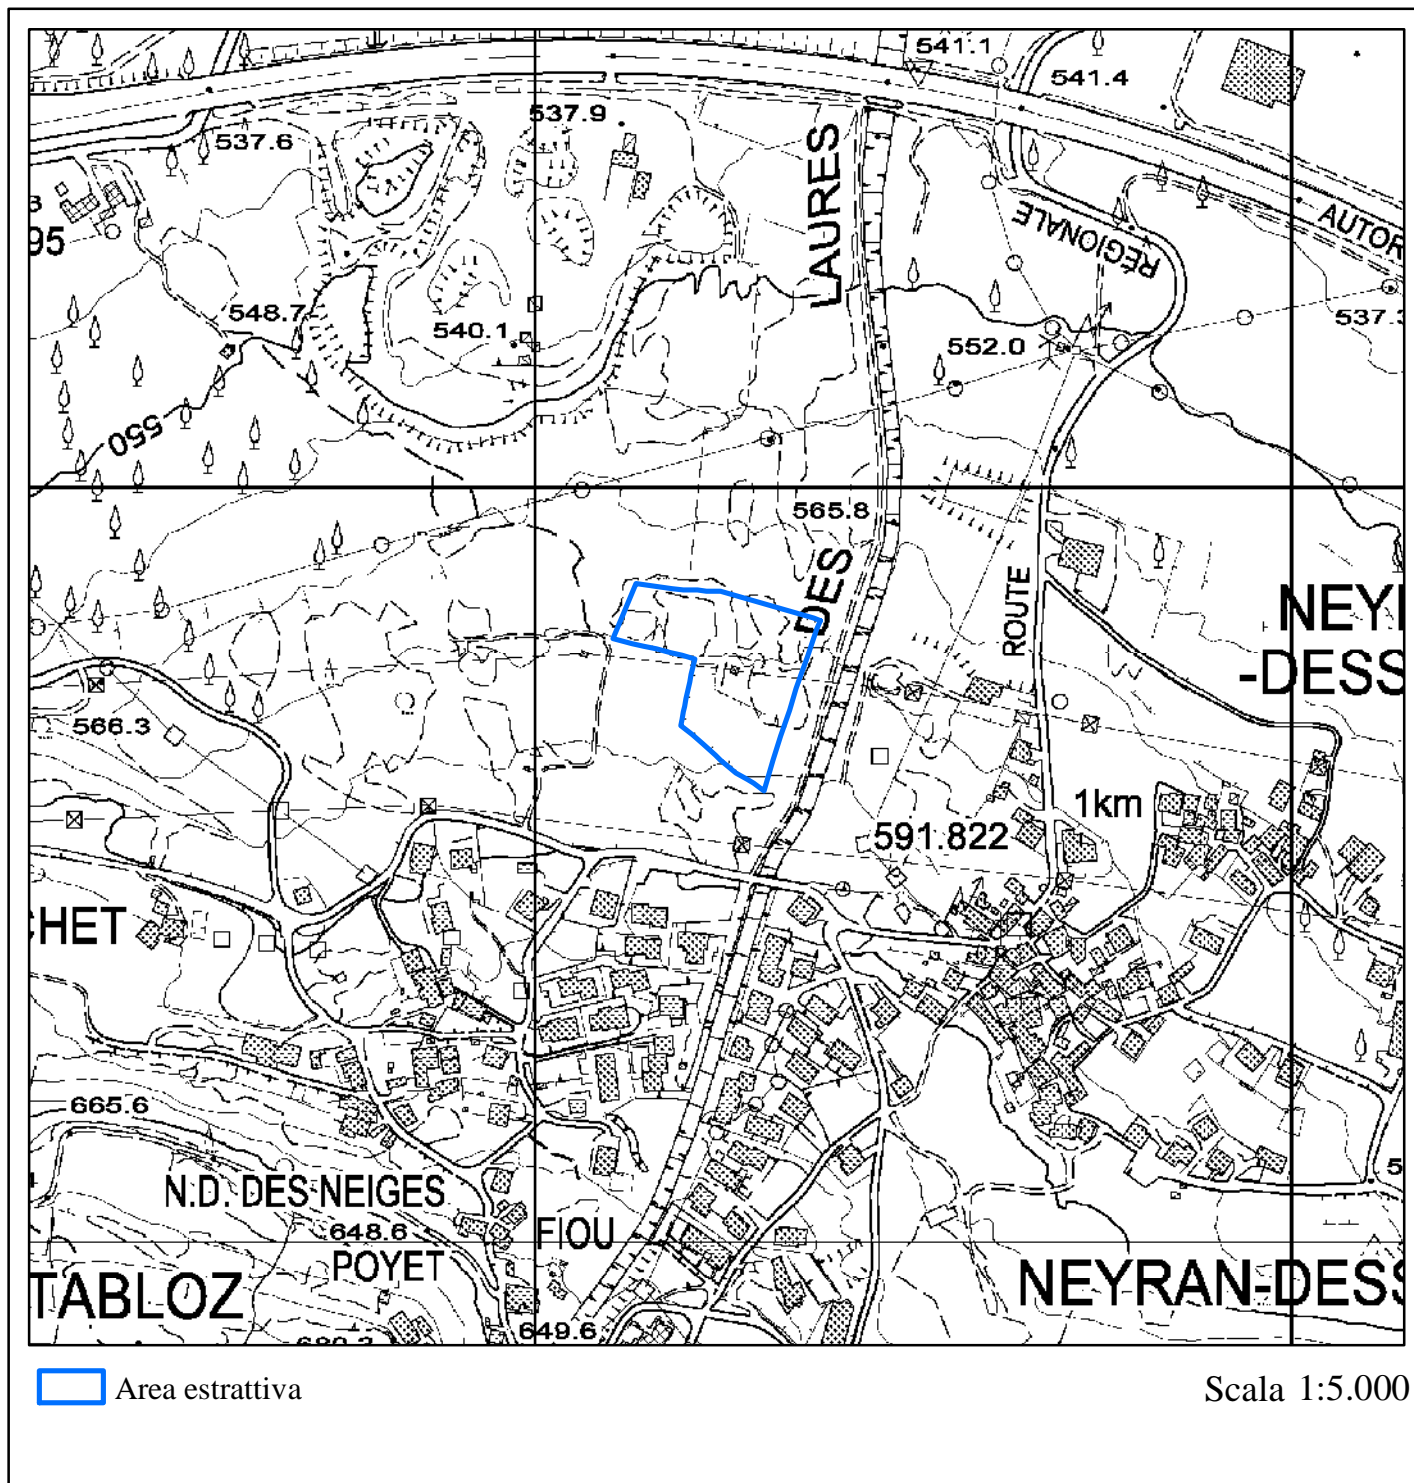 541.1
541.4
537.6
537.9
LAURES
RÉGIONALE
AUTOR
95
548.7
540.1
552.0
537.3
550
565.8
DES
ROUTE
NEY
-DESS
566.3
1km
591.822
CHET
665.6
N.D. DES NEIGES
648.6
FIOU
POYET
TABLOZ
NEYRAN-DESS
649.6
Area estrattiva
Scala 1:5.000